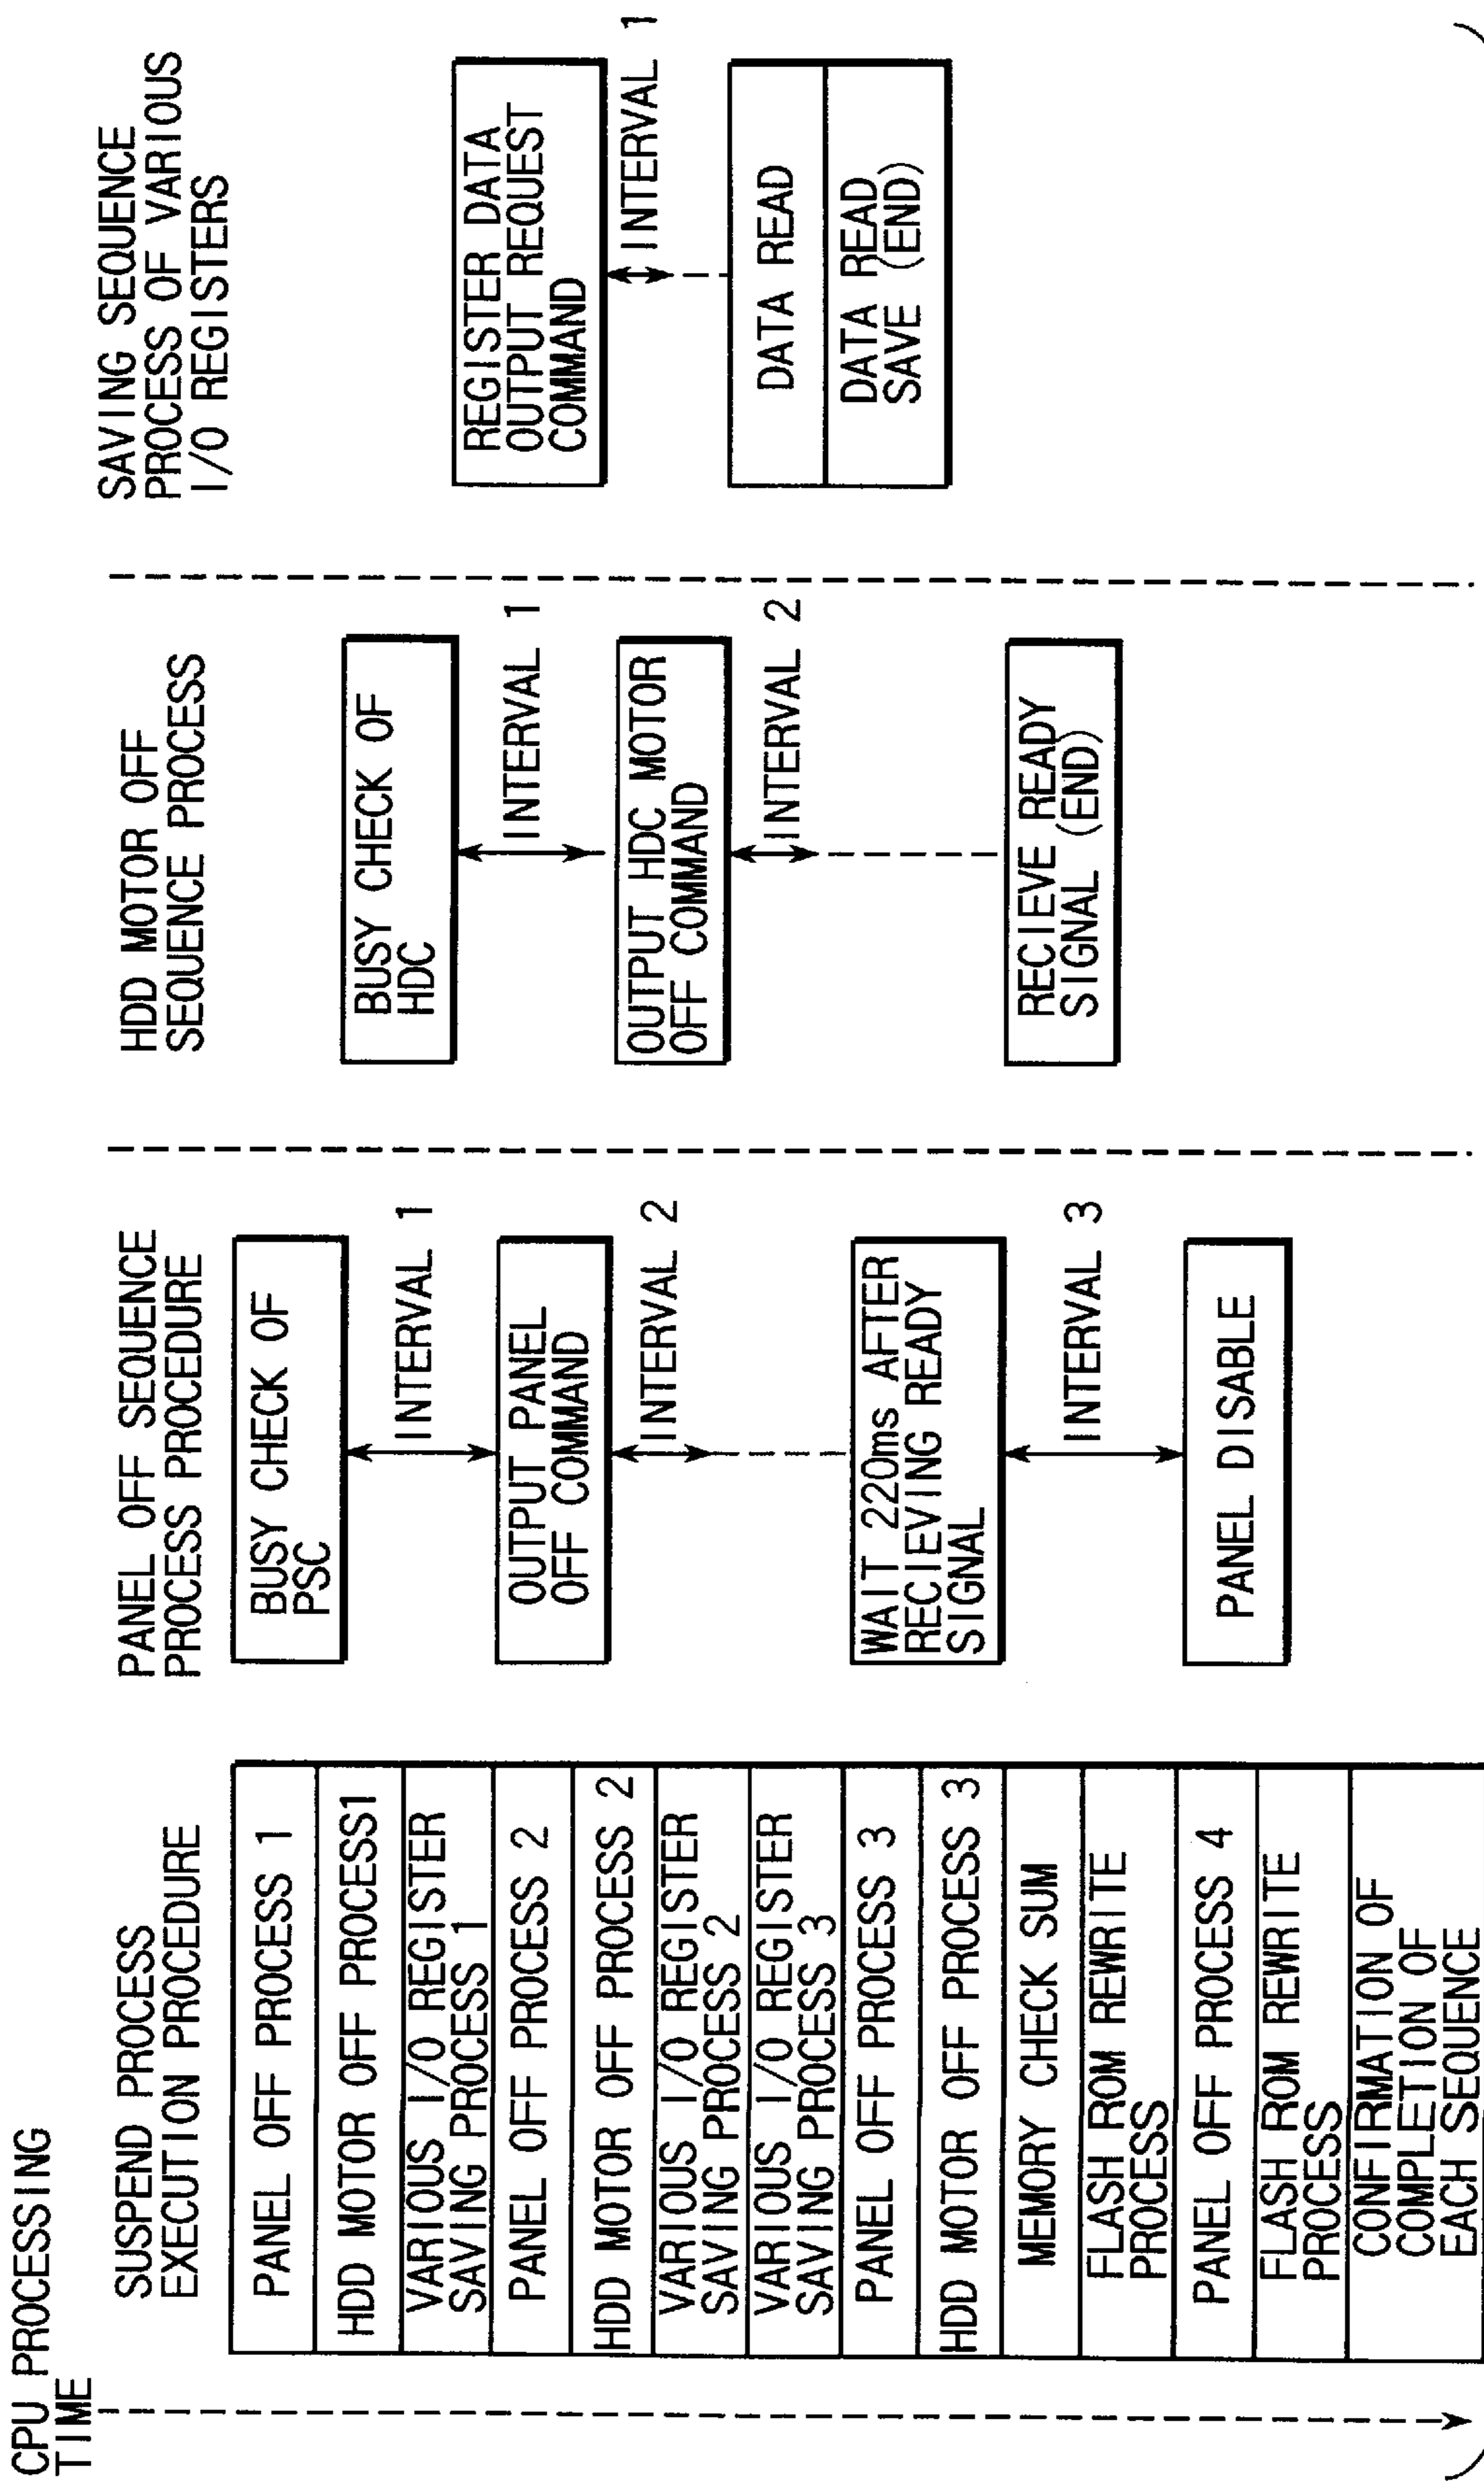 CPU PROCESSING
TIME
SUSPEND PROCESS
EXECUTION PROCEDURE
PANEL OFF PROCESS 1
HDD MOTOR OFF PROCESS1
VARIOUS I/O REGISTER
SAVING PROCESS 1
PANEL OFF PROCESS 2
HDD MOTOR OFF PROCESS 2
VARIOUS I/O REGISTER
SAVING PROCESS 2
VARIOUS I/O REGISTER
SAVING PROCESS 3
PANEL OFF PROCESS 3
HDD MOTOR OFF PROCESS 3
MEMORY CHECK SUM
FLASH ROM REWRITE
PROCESS
PANEL OFF PROCESS 4
FLASH ROM REWRITE
PROCESS
CONFIRMATION OF
COMPLETION OF
EACH SEQUENCE
PANEL OFF SEQUENCE
PROCESS PROCEDURE
BUSY CHECK OF
PSC
INTERVAL 1
OUTPUT PANEL
OFF COMMAND
INTERVAL 2
WAIT 220ms AFTER
RECIEVING READY
SIGNAL
INTERVAL 3
PANEL DISABLE
HDD MOTOR OFF
SEQUENCE PROCESS
BUSY CHECK OF
HDC
INTERVAL 1
OUTPUT HDC MOTOR
OFF COMMAND
INTERVAL 2
RECIEVE READY
SIGNAL (END)
SAVING SEQUENCE
PROCESS OF VARIOUS
I/O REGISTERS
REGISTER DATA
OUTPUT REQUEST
COMMAND
INTERVAL 1
DATA READ
DATA READ
SAVE (END)